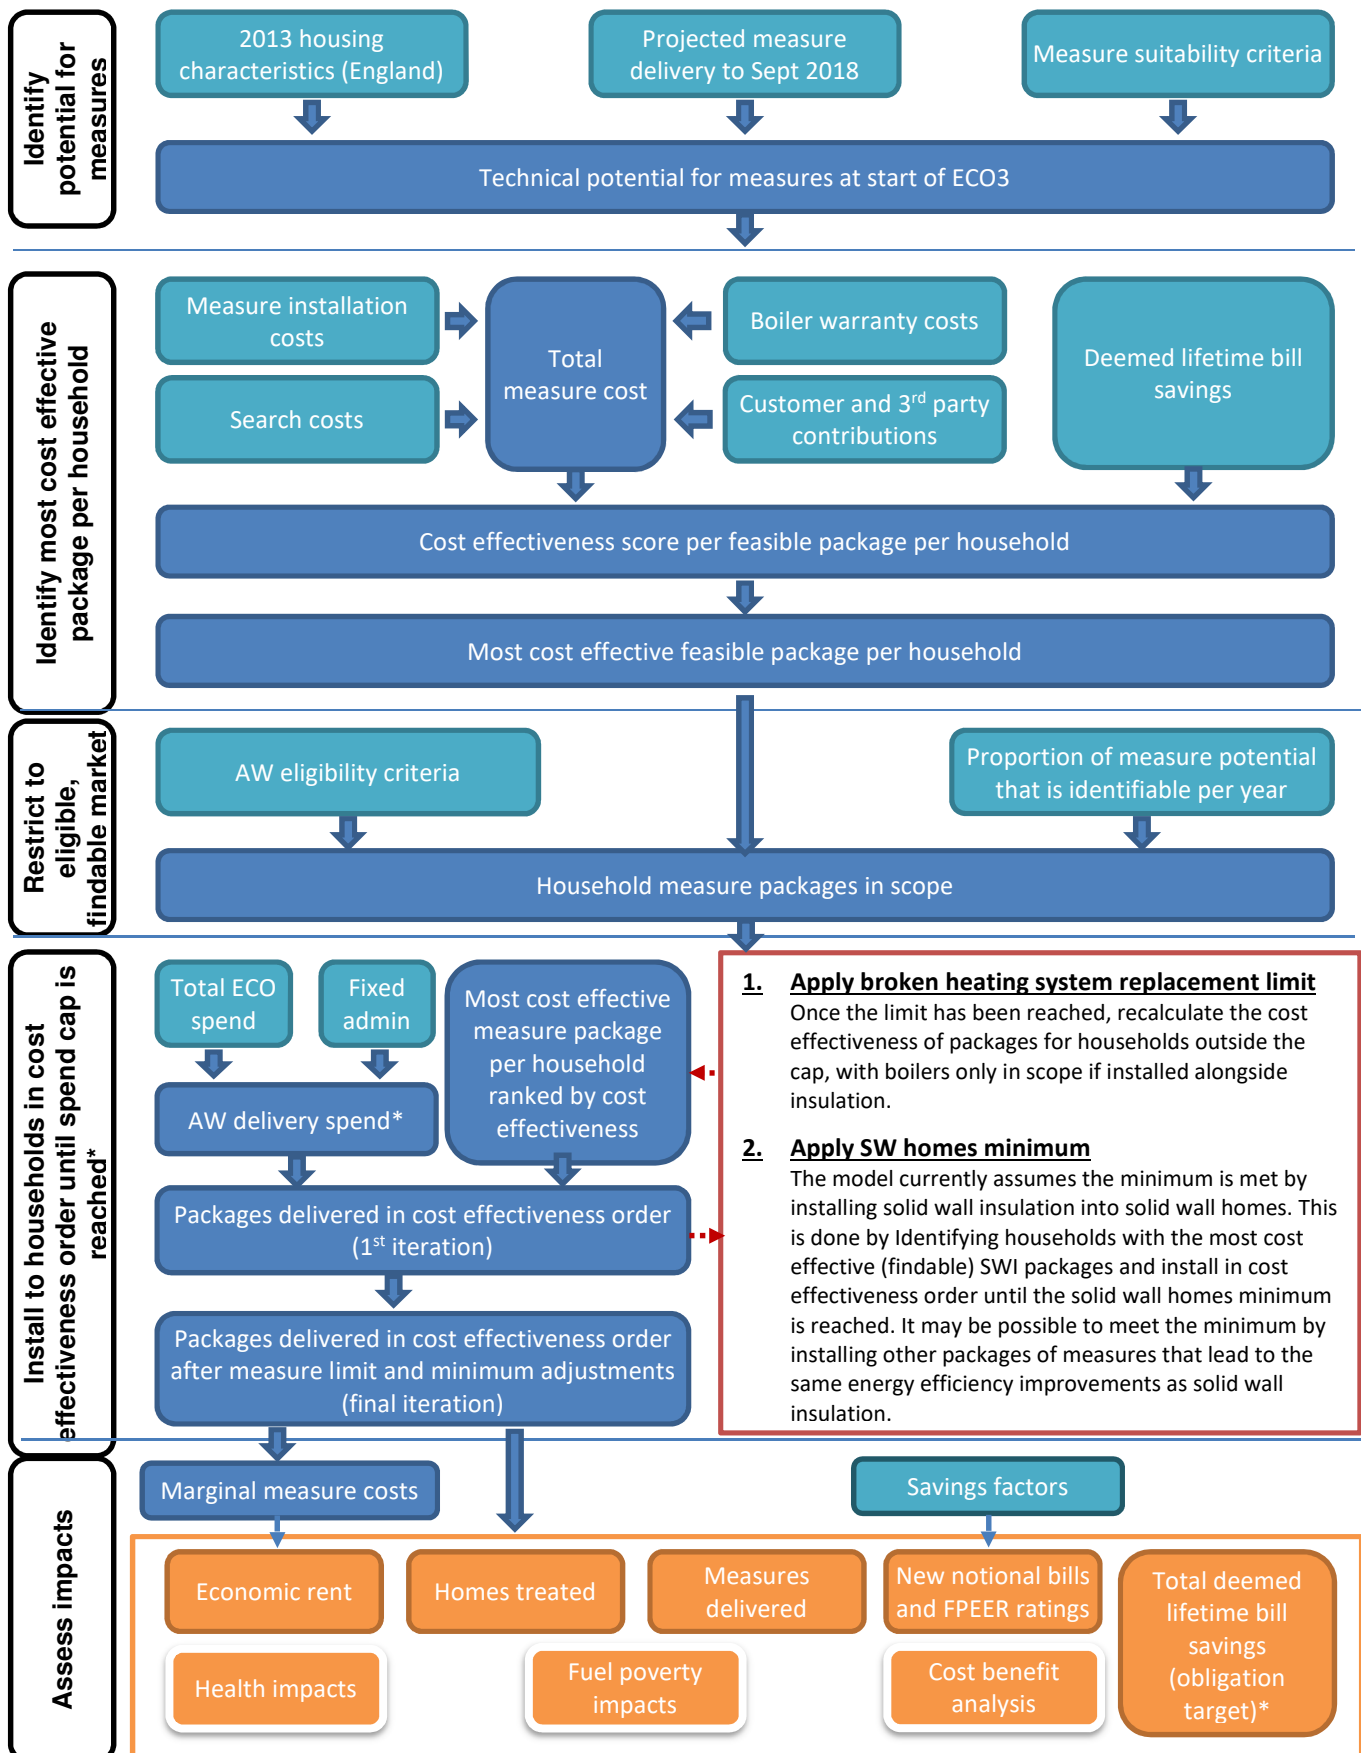 Identify
potential for
measures
2013 housing
characteristics (England)
Projected measure
delivery to Sept 2018
Measure suitability criteria
Technical potential for measures at start of ECO3
Identify most cost effective
package per household
Measure installation
costs
Search costs
Total
measure cost
Boiler warranty costs
Customer and 3rd party
contributions
Deemed lifetime bill
savings
Cost effectiveness score per feasible package per household
Most cost effective feasible package per household
Restrict to
eligible,
findable market
AW eligibility criteria
Proportion of measure potential
that is identifiable per year
Household measure packages in scope
Install to households in cost
effectiveness order until spend cap is
reached*
Total ECO
spend
Fixed
admin
AW delivery spend*
Most cost effective
measure package
per household
ranked by cost
effectiveness
Packages delivered in cost effectiveness order
(1st iteration)
Packages delivered in cost effectiveness order
after measure limit and minimum adjustments
(final iteration)
1. Apply broken heating system replacement limit
Once the limit has been reached, recalculate the cost
effectiveness of packages for households outside the
cap, with boilers only in scope if installed alongside
insulation.
2. Apply SW homes minimum
The model currently assumes the minimum is met by
installing solid wall insulation into solid wall homes. This
is done by Identifying households with the most cost
effective (findable) SWI packages and install in cost
effectiveness order until the solid wall homes minimum
is reached. It may be possible to meet the minimum by
installing other packages of measures that lead to the
same energy efficiency improvements as solid wall
insulation.
Assess impacts
Marginal measure costs
Savings factors
Economic rent
Homes treated
Measures
delivered
New notional bills
and FPEER ratings
Total deemed
lifetime bill
savings
(obligation
target)*
Health impacts
Fuel poverty
impacts
Cost benefit
analysis